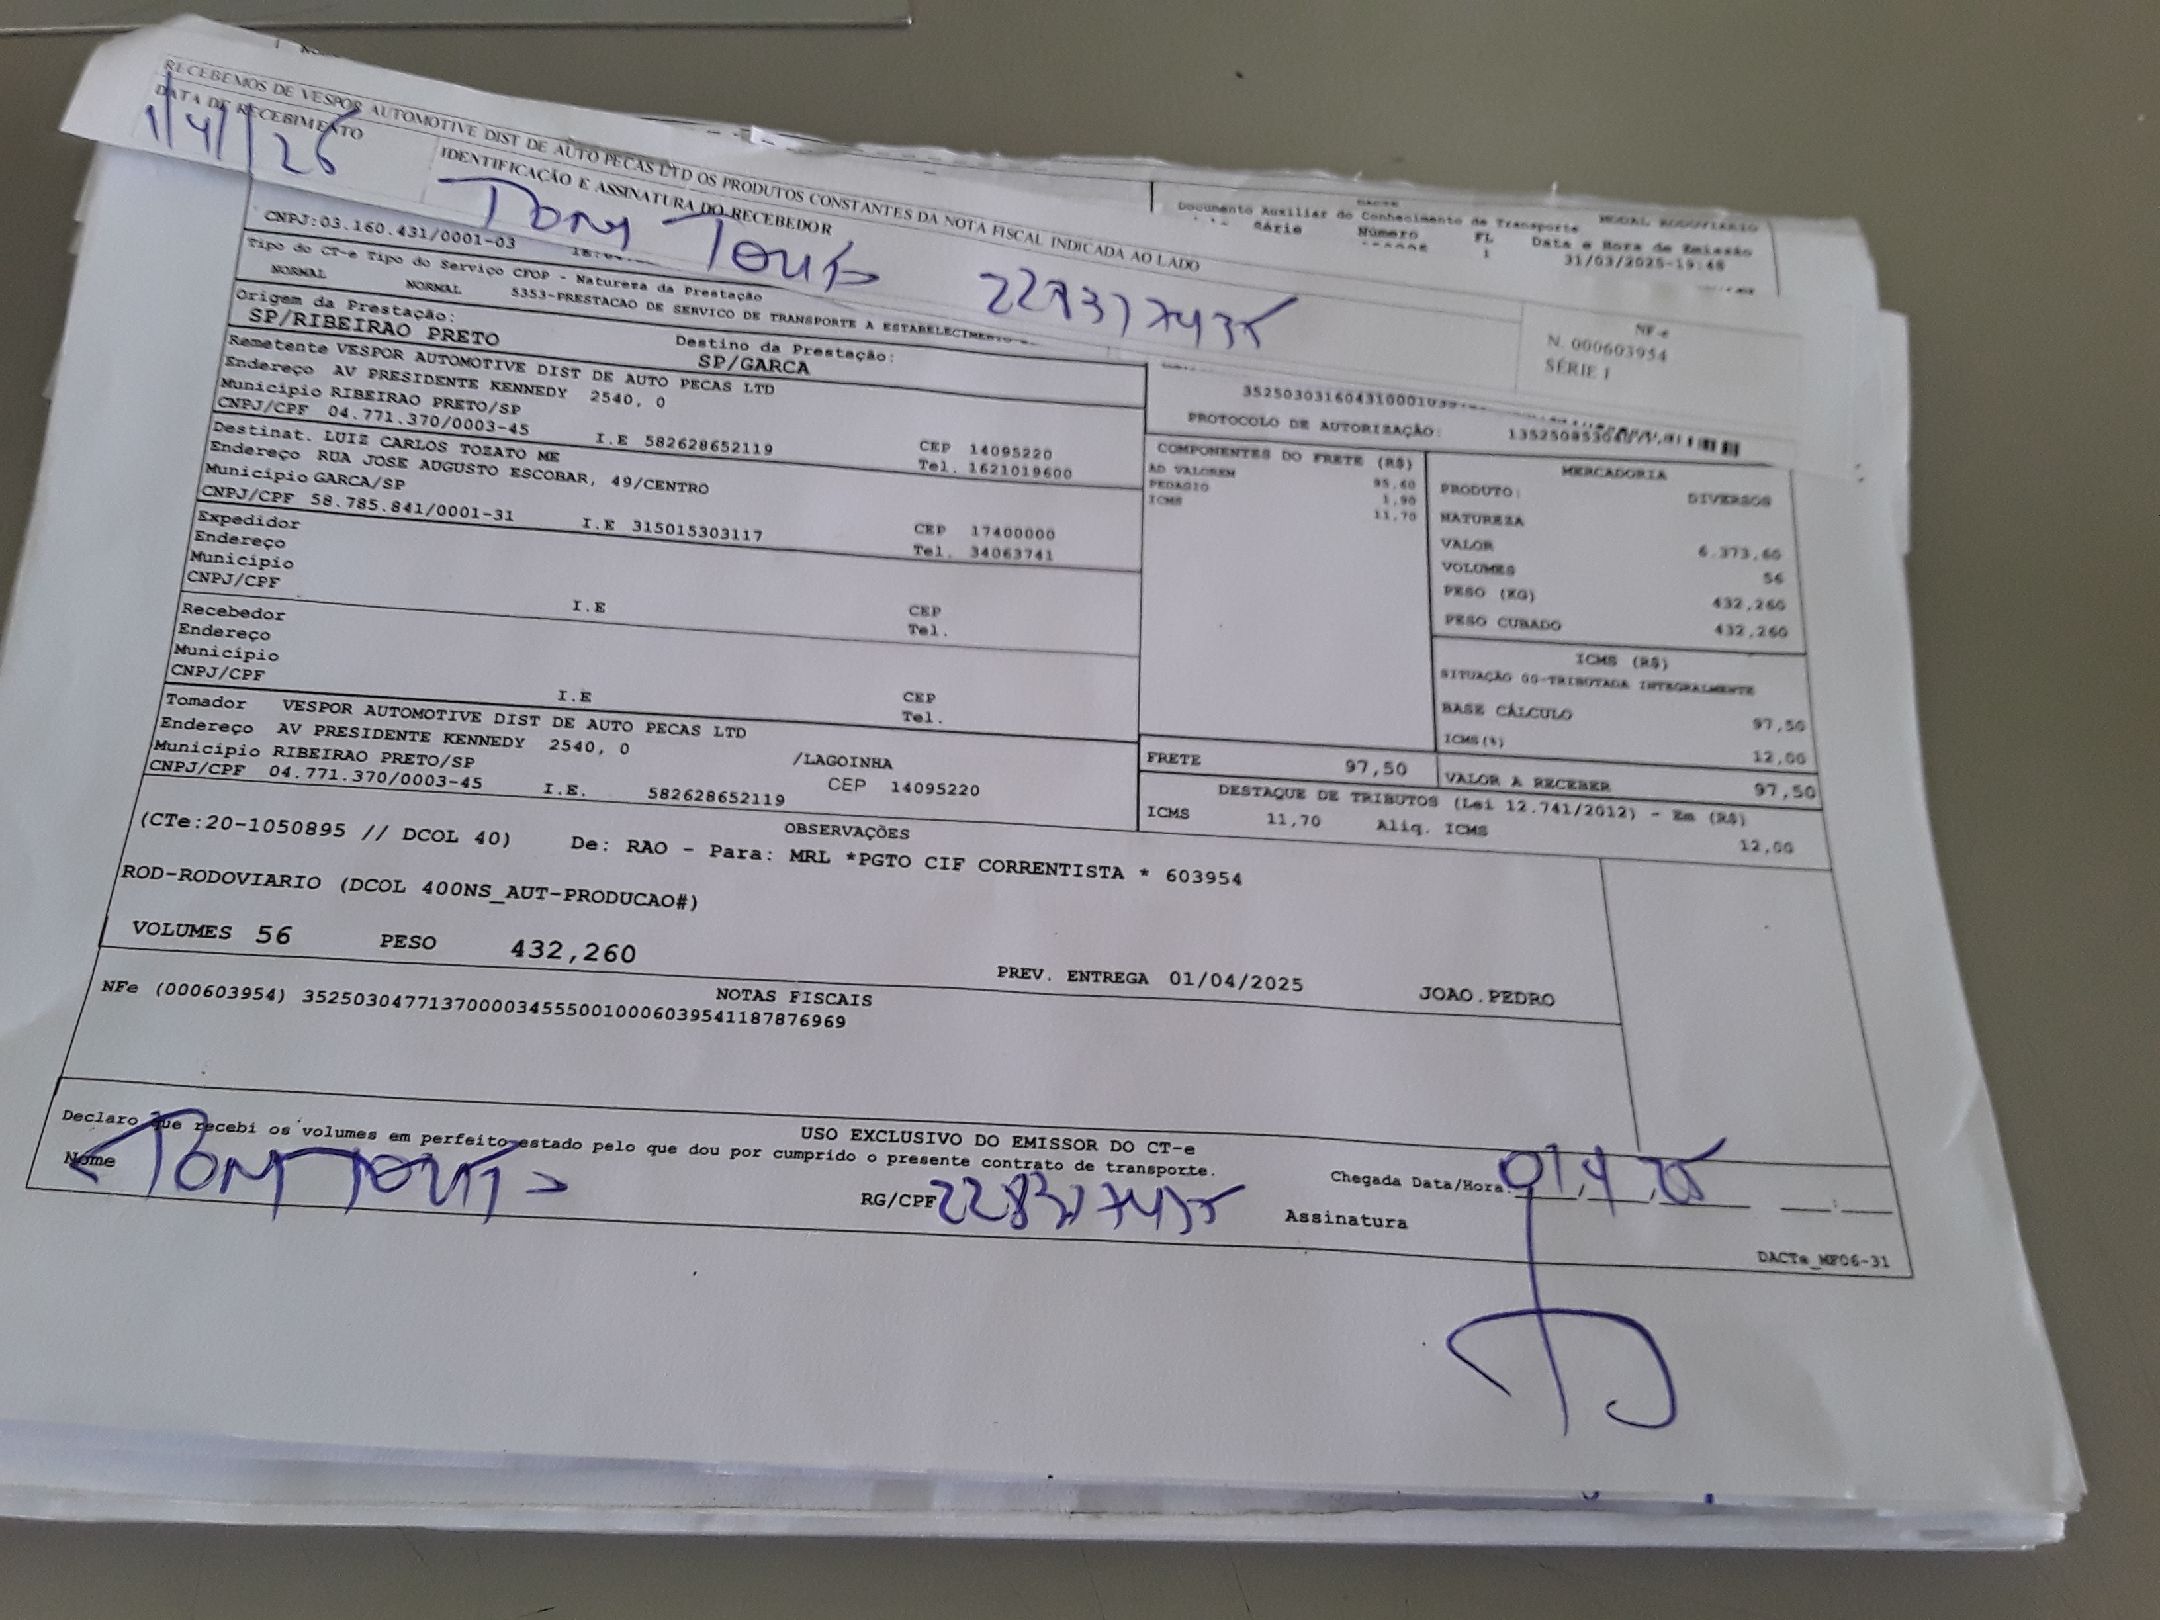 RECEBEMOS DE VESPOR AUTOMOTIVE DIST DE AUTO PECAS LTD OS PRODUTOS CONSTANTES DA NOTA FISCAL INDICADA AO LADO
DATA DE RECEBIMENTO
IDENTIFICAÇÃO E ASSINATURA DO RECEBEDOR
NF-e
N. 000603954
SÉRIE 1
DACTE
MODAL RODOVIÁRIO
Documento Auxiliar do Conhecimento de Transporte
Série Número FL Data e Hora de Emissão
1 31/03/2025-19:48
CNPJ:03.160.431/0001-03
Tipo do CT-e Tipo do Serviço CFOP - Natureza da Prestação
NORMAL NORMAL 5353-PRESTACAO DE SERVICO DE TRANSPORTE A
Origem da Prestação: Destino da Prestação:
SP/RIBEIRAO PRETO SP/GARCA
Remetente VESPOR AUTOMOTIVE DIST DE AUTO PECAS LTD
Endereço AV PRESIDENTE KENNEDY 2540, 0
Município RIBEIRAO PRETO/SP CEP 14095220
CNPJ/CPF 04.771.370/0003-45 I.E 582628652119 Tel. 1621019600
Destinat. LUIZ CARLOS TOZATO ME
Endereço RUA JOSE AUGUSTO ESCOBAR, 49/CENTRO
Município GARCA/SP CEP 17400000
CNPJ/CPF 58.785.841/0001-31 I.E 315015303117 Tel. 34063741
Expedidor
Endereço
Município CEP
CNPJ/CPF I.E Tel.
Recebedor
Endereço
Município CEP
CNPJ/CPF I.E Tel.
Tomador VESPOR AUTOMOTIVE DIST DE AUTO PECAS LTD
Endereço AV PRESIDENTE KENNEDY 2540, 0 /LAGOINHA
Município RIBEIRAO PRETO/SP CEP 14095220
CNPJ/CPF 04.771.370/0003-45 I.E. 582628652119
PROTOCOLO DE AUTORIZAÇÃO:
COMPONENTES DO FRETE (R$)
AD VALOREM
PEDAGIO 1,90
ICMS 11,70
FRETE 97,50
MERCADORIA
PRODUTO: DIVERSOS
NATUREZA
VALOR 6.373,60
VOLUMES 56
PESO (KG) 432,260
PESO CUBADO 432,260
ICMS (R$)
SITUAÇÃO 00-TRIBUTADA INTEGRALMENTE
BASE CÁLCULO 97,50
ICMS(%) 12,00
VALOR A RECEBER 97,50
DESTAQUE DE TRIBUTOS (Lei 12.741/2012) - Em (R$)
ICMS 11,70 Aliq. ICMS 12,00
OBSERVAÇÕES
(CTe:20-1050895 // DCOL 40) De: RAO - Para: MRL *PGTO CIF CORRENTISTA * 603954
ROD-RODOVIARIO (DCOL 400NS_AUT-PRODUCAO#)
VOLUMES 56 PESO 432,260 PREV. ENTREGA 01/04/2025 JOAO.PEDRO
NOTAS FISCAIS
NFe (000603954) 35250304771370000345550010006039541187876969
USO EXCLUSIVO DO EMISSOR DO CT-e
Declaro que recebi os volumes em perfeito estado pelo que dou por cumprido o presente contrato de transporte.
Nome RG/CPF Chegada Data/Hora: 01/4/25
Assinatura
DACTe_MF06-31